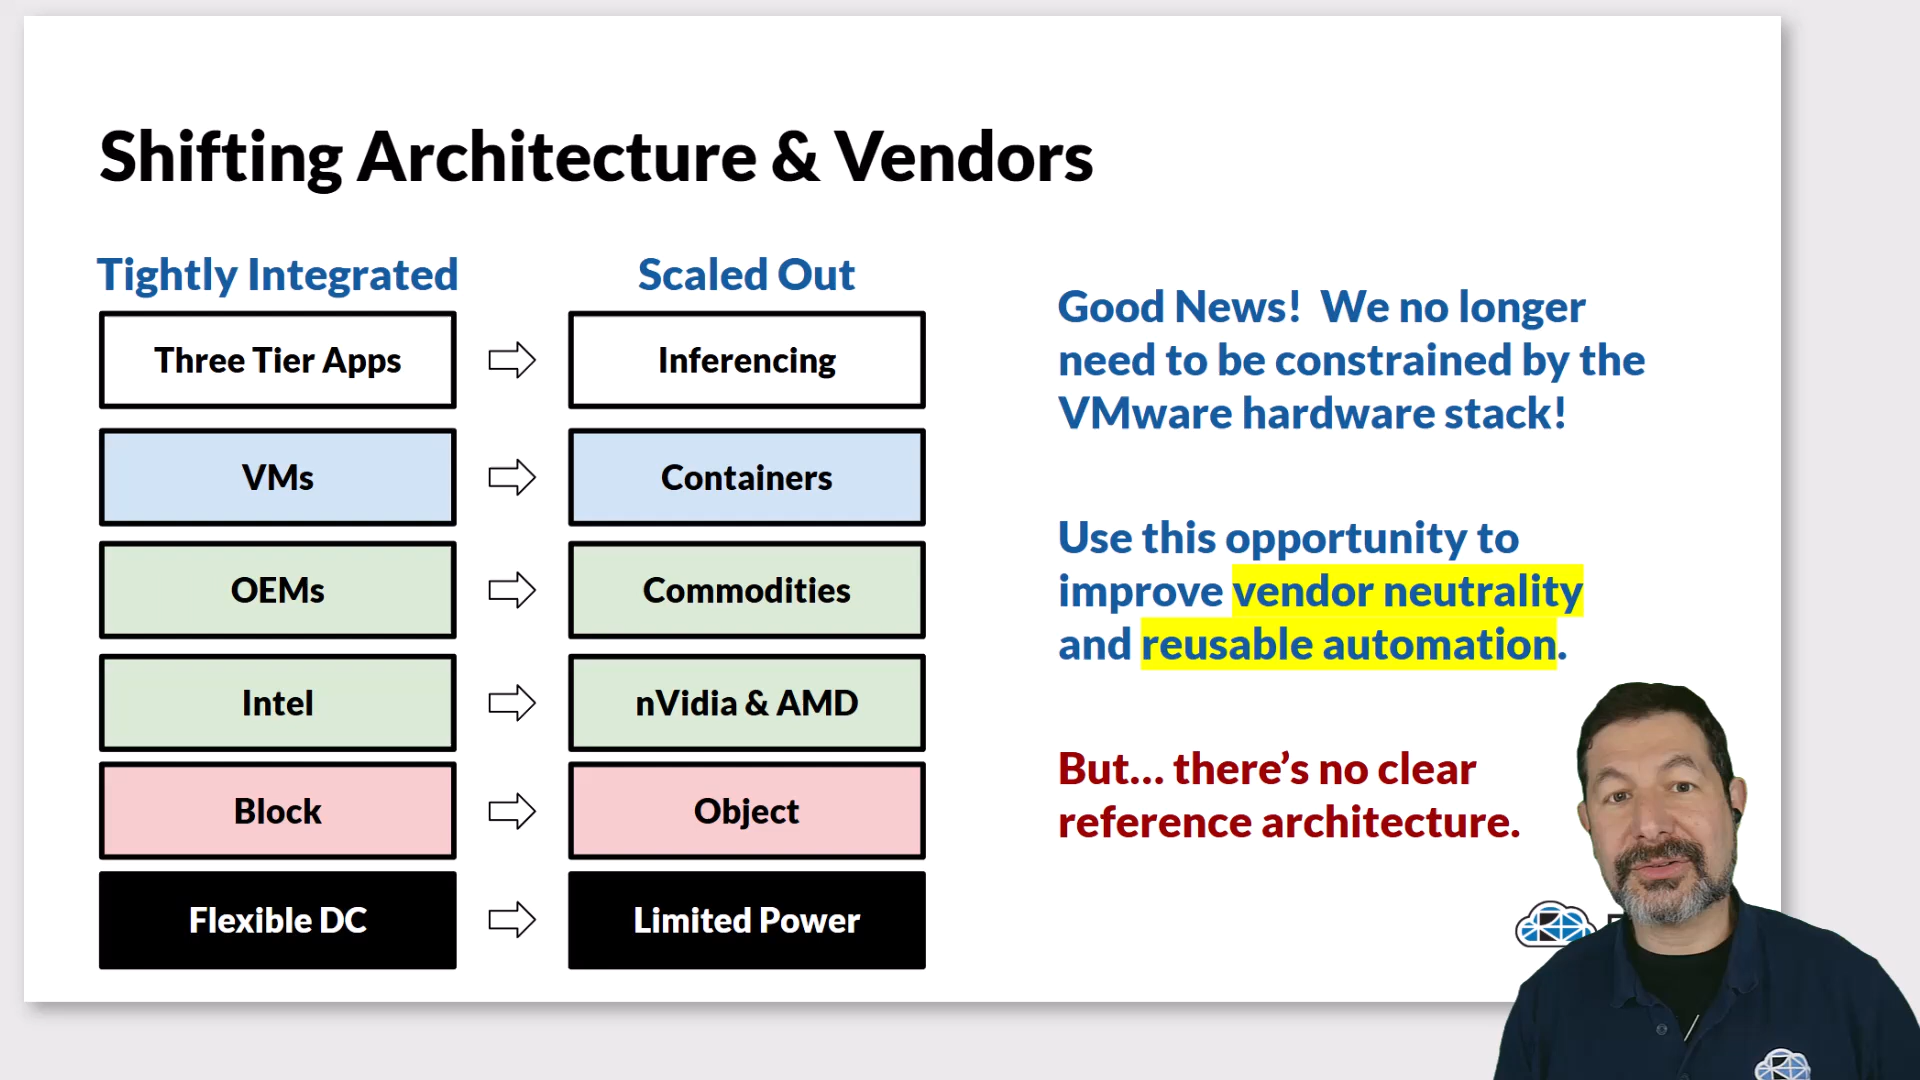 Shifting Architecture & Vendors
Tightly Integrated
Scaled Out
Three Tier Apps
Inferencing
VMs
Containers
OEMs
Commodities
Intel
nVidia & AMD
Block
Object
Flexible DC
Limited Power
Good News!  We no longer
need to be constrained by the
VMware hardware stack!
Use this opportunity to
improve vendor neutrality
and reusable automation.
But... there's no clear
reference architecture.